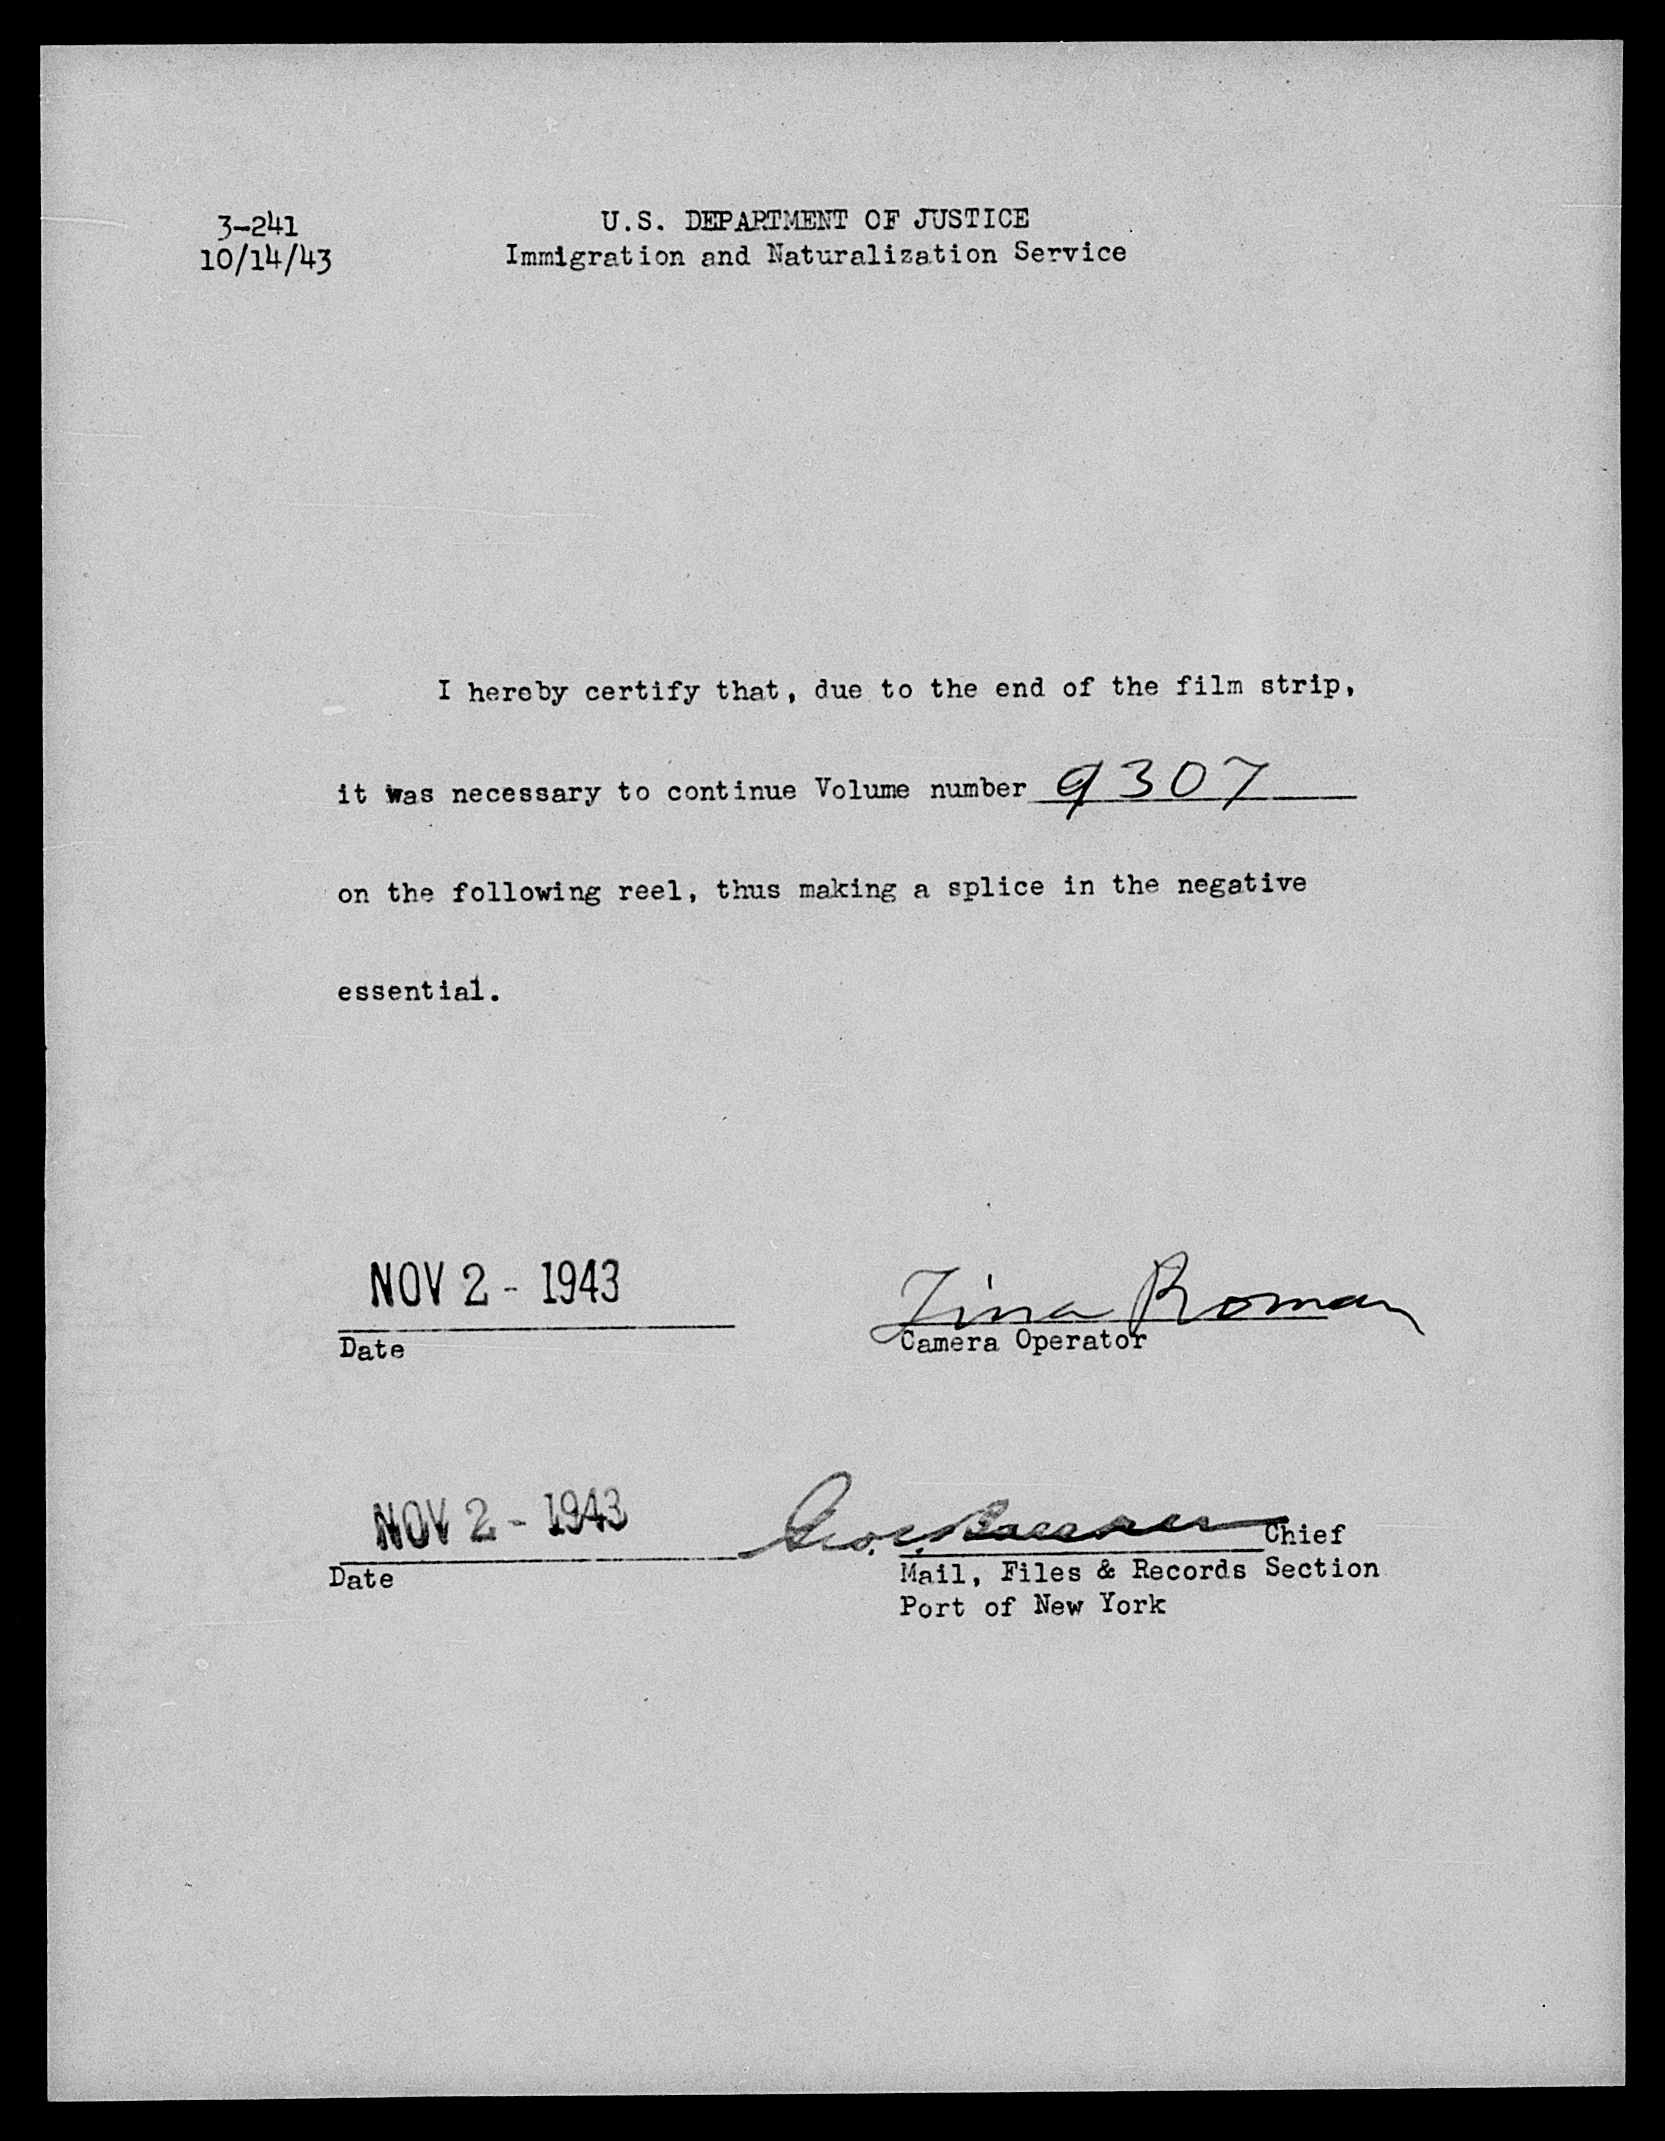 3-241
10/14/43
U.S. DEPARTMENT OF JUSTICE
Immigration and Naturalization Service
I hereby certify that, due to the end of the film strip,
it was necessary to continue Volume number 9307
on the following reel, thus making a splice in the negative
essential.
NOV 2 - 1943
Date
Tina Roman
Camera Operator
NOV 2 - 1943
Date
Chief
Mail, Files & Records Section
Port of New York